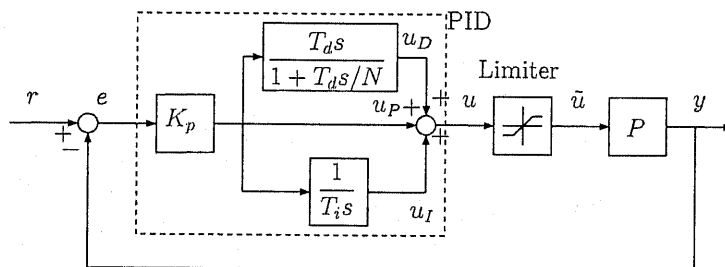 PID
T_d s
1 + T_d s/N
u_D
Limiter
r
e
K_p
u_P
+
+
+
u
ũ
P
y
+
−
1
T_i s
u_I